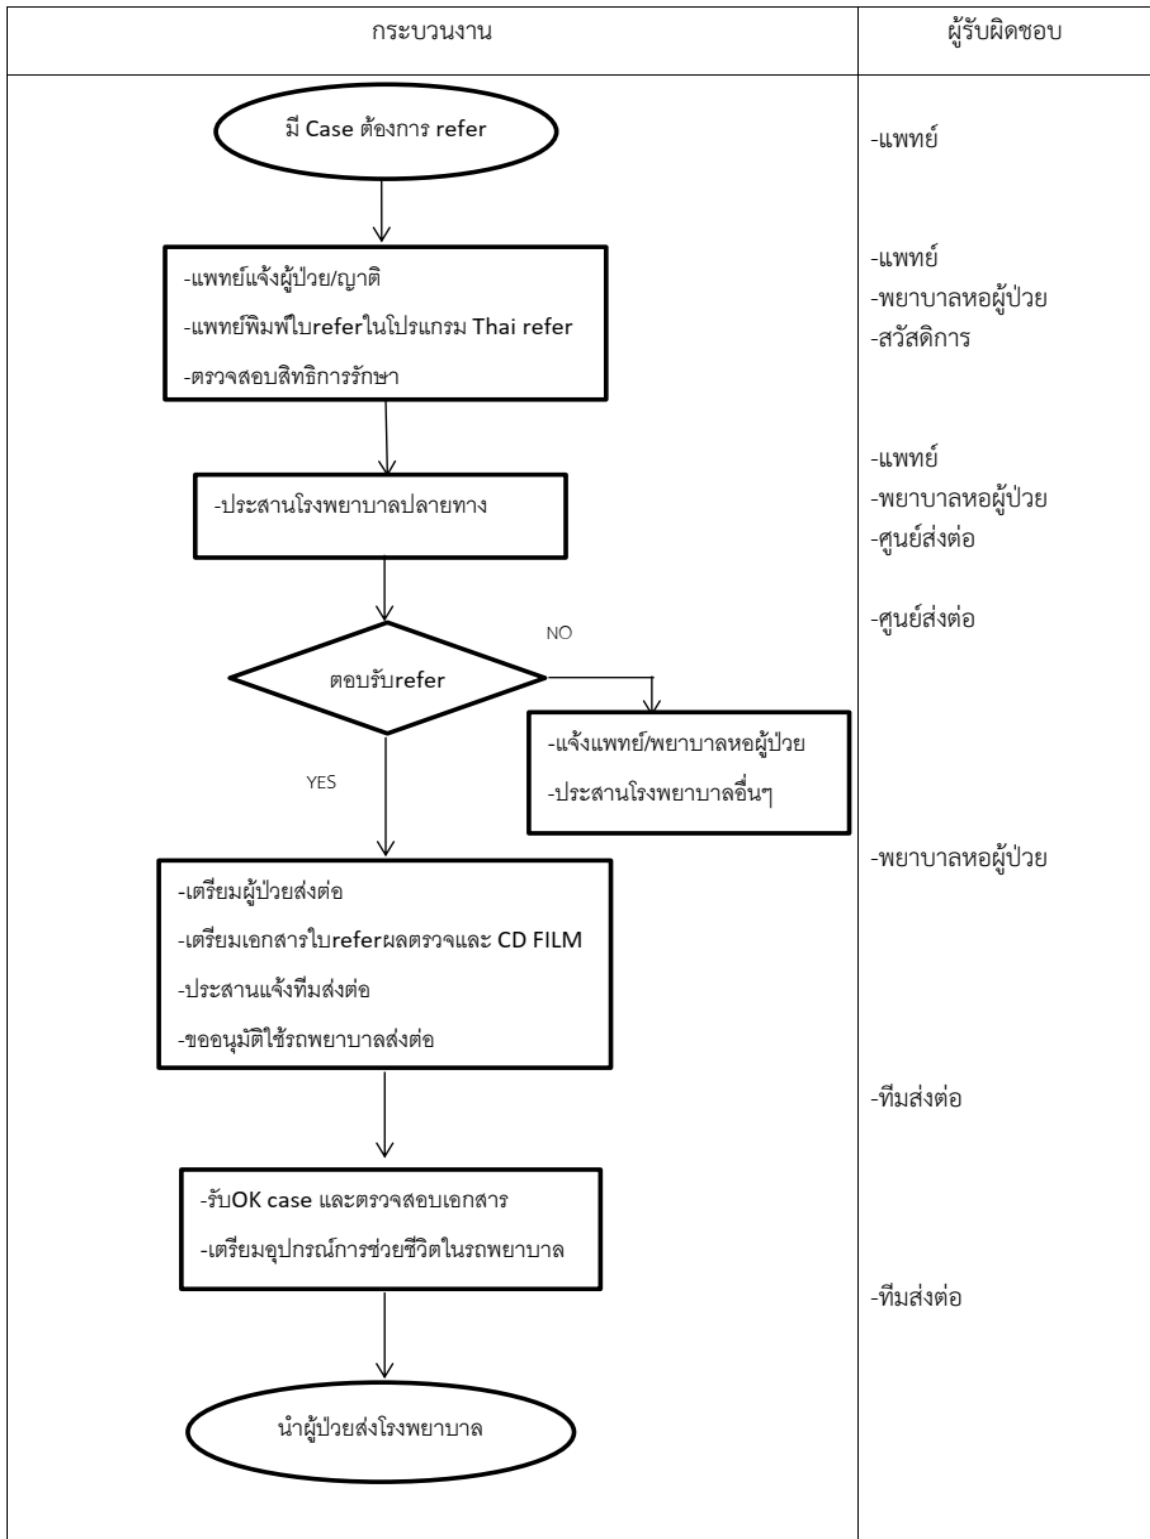 กระบวนงาน
ผู้รับผิดชอบ
มี Case ต้องการ refer
-แพทย์
-แพทย์แจ้งผู้ป่วย/ญาติ
-แพทย์พิมพ์ใบreferในโปรแกรม Thai refer
-ตรวจสอบสิทธิการรักษา
-แพทย์
-พยาบาลหอผู้ป่วย
-สวัสดิการ
-ประสานโรงพยาบาลปลายทาง
-แพทย์
-พยาบาลหอผู้ป่วย
-ศูนย์ส่งต่อ
ตอบรับrefer
-ศูนย์ส่งต่อ
NO
-แจ้งแพทย์/พยาบาลหอผู้ป่วย
-ประสานโรงพยาบาลอื่นๆ
YES
-เตรียมผู้ป่วยส่งต่อ
-เตรียมเอกสารใบreferผลตรวจและ CD FILM
-ประสานแจ้งทีมส่งต่อ
-ขออนุมัติใช้รถพยาบาลส่งต่อ
-พยาบาลหอผู้ป่วย
-รับOK case และตรวจสอบเอกสาร
-เตรียมอุปกรณ์การช่วยชีวิตในรถพยาบาล
-ทีมส่งต่อ
นำผู้ป่วยส่งโรงพยาบาล
-ทีมส่งต่อ